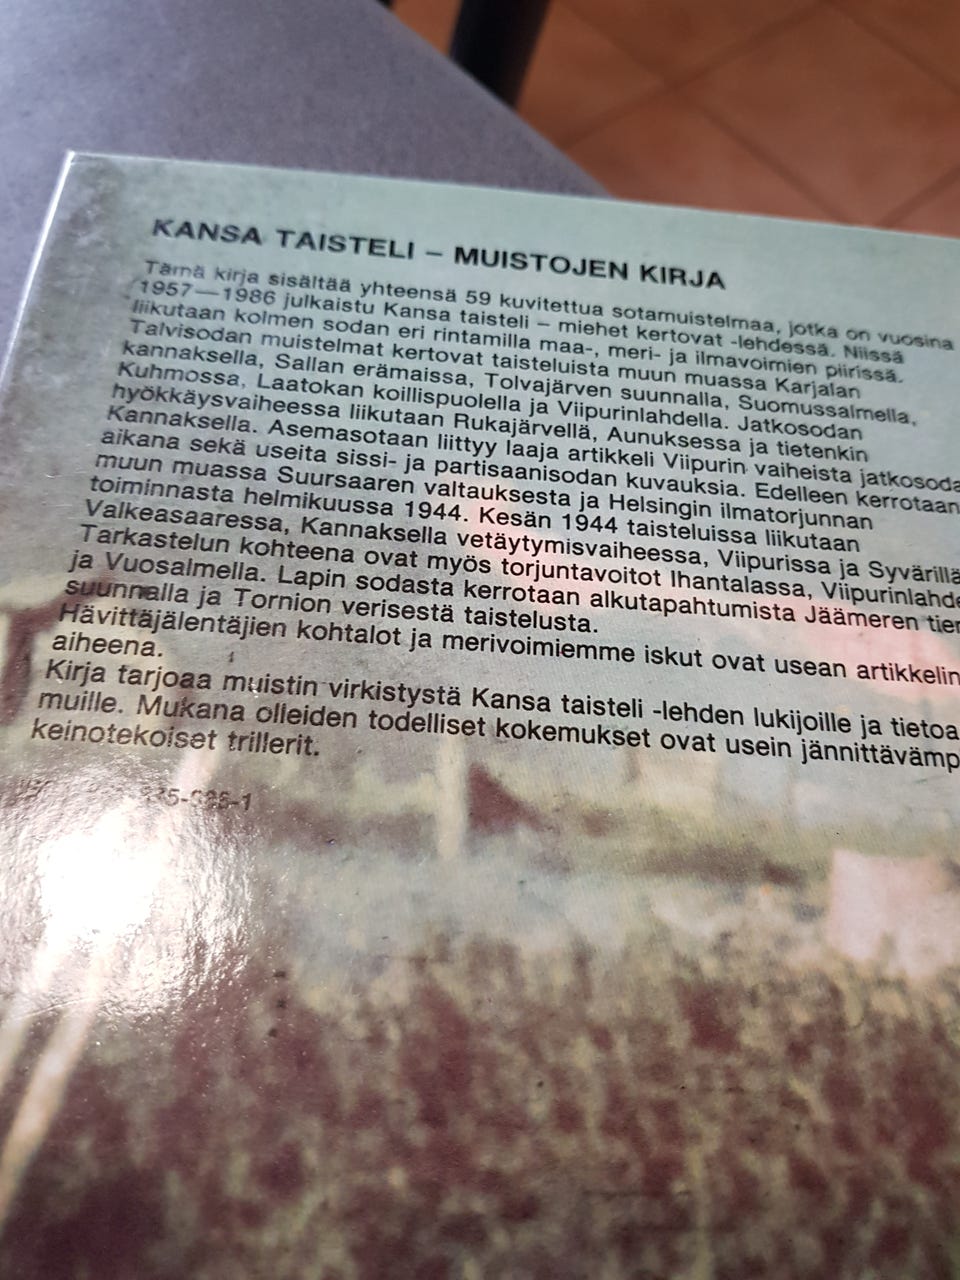 KANSA TAISTELI – MUISTOJEN KIRJA
Tämä kirja sisältää yhteensä 59 kuvitettua sotamuistelmaa, jotka on vuosina
1957—1986 julkaistu Kansa taisteli – miehet kertovat -lehdessä. Niissä
liikutaan kolmen sodan eri rintamilla maa-, meri- ja ilmavoimien piirissä.
Talvisodan muistelmat kertovat taisteluista muun muassa Karjalan
kannaksella, Sallan erämaissa, Tolvajärven suunnalla, Suomussalmella,
Kuhmossa, Laatokan koillispuolella ja Viipurinlahdella. Jatkosodan
hyökkäysvaiheessa liikutaan Rukajärvellä, Aunuksessa ja tietenkin
Kannaksella. Asemasotaan liittyy laaja artikkeli Viipurin vaiheista jatkosoda
aikana sekä useita sissi- ja partisaanisodan kuvauksia. Edelleen kerrotaan
muun muassa Suursaaren valtauksesta ja Helsingin ilmatorjunnan
toiminnasta helmikuussa 1944. Kesän 1944 taisteluissa liikutaan
Valkeasaaressa, Kannaksella vetäytymisvaiheessa, Viipurissa ja Syvärillä
Tarkastelun kohteena ovat myös torjuntavoitot Ihantalassa, Viipurinlahde
ja Vuosalmella. Lapin sodasta kerrotaan alkutapahtumista Jäämeren tien
suunnalla ja Tornion verisestä taistelusta.
Hävittäjälentäjien kohtalot ja merivoimiemme iskut ovat usean artikkelin
aiheena.
Kirja tarjoaa muistin virkistystä Kansa taisteli -lehden lukijoille ja tietoa
muille. Mukana olleiden todelliset kokemukset ovat usein jännittävämp
keinotekoiset trillerit.